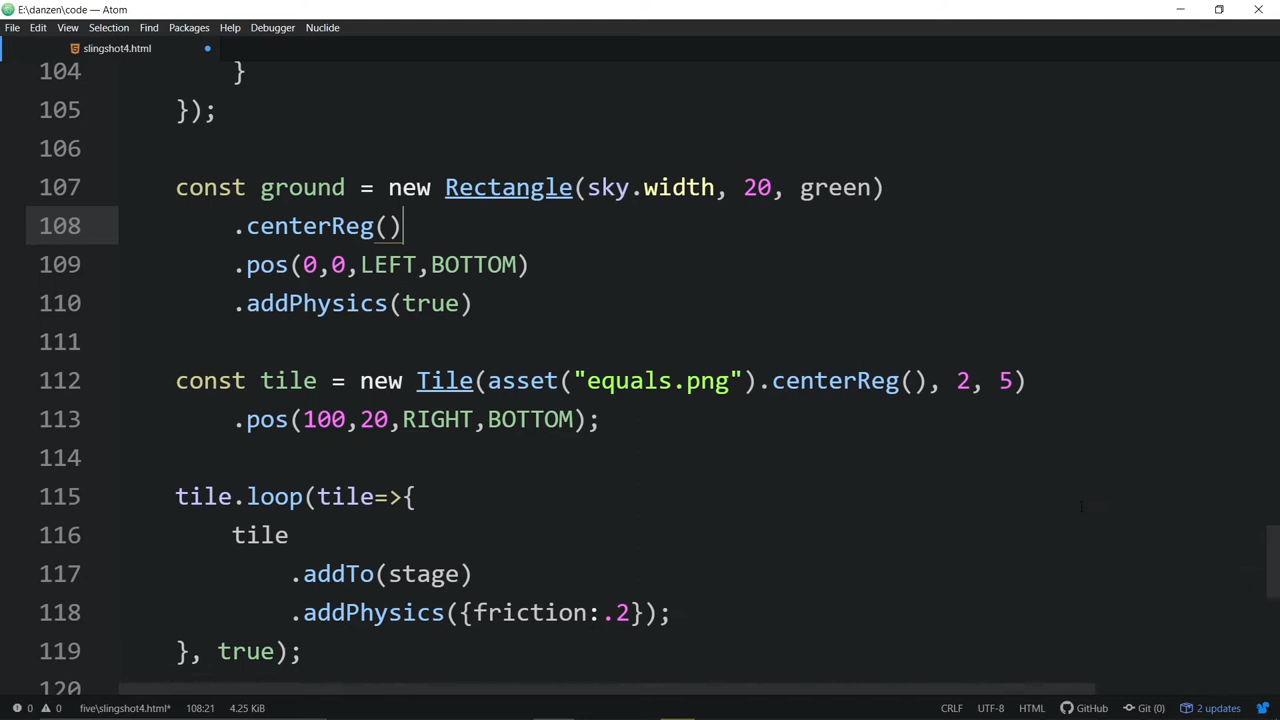 E:\danzen\code — Atom
File Edit View Selection Find Packages Help Debugger Nuclide
slingshot4.html
104 }
105 });
106
107 const ground = new Rectangle(sky.width, 20, green)
108 .centerReg()
109 .pos(0,0,LEFT,BOTTOM)
110 .addPhysics(true)
111
112 const tile = new Tile(asset("equals.png").centerReg(), 2, 5)
113 .pos(100,20,RIGHT,BOTTOM);
114
115 tile.loop(tile=>{
116 tile
117 .addTo(stage)
118 .addPhysics({friction:.2});
119 }, true);
120
0 0 five\slingshot4.html* 108:21 4.25 KiB CRLF UTF-8 HTML GitHub Git (0) 2 updates